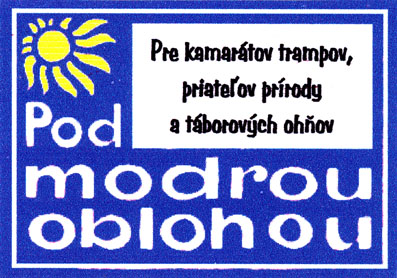 Pre kamarátov trampov,
priateľov prírody
a táborových ohňov
Pod
modrou
oblohou